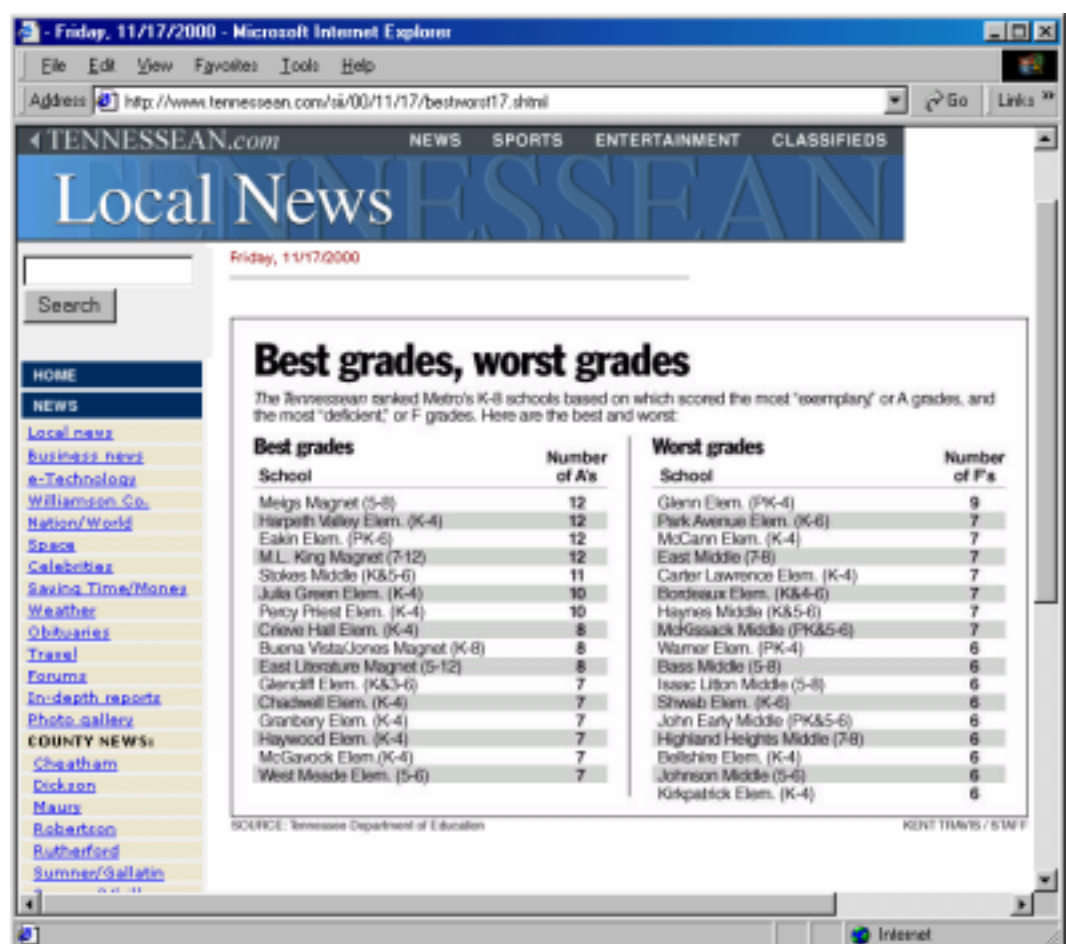 - Friday, 11/17/2000 - Microsoft Internet Explorer
File Edit View Favorites Tools Help
Address http://www.tennessean.com/sii/00/11/17/bestworst17.shtml Go Links »
TENNESSEAN.com NEWS SPORTS ENTERTAINMENT CLASSIFIEDS
TENNESSEAN
Local News
Friday, 11/17/2000
Search
HOME
NEWS
Local news
Business news
e-Technology
Williamson Co.
Nation/World
Space
Celebrities
Saving Time/Money
Weather
Obituaries
Travel
Forums
In-depth reports
Photo gallery
COUNTY NEWS:
Cheatham
Dickson
Maury
Robertson
Rutherford
Sumner/Gallatin
Best grades, worst grades
The Tennessean ranked Metro's K-8 schools based on which scored the most "exemplary," or A grades, and
the most "deficient," or F grades. Here are the best and worst:
Best grades
School Number of A's
Meigs Magnet (5-8) 12
Harpeth Valley Elem. (K-4) 12
Eakin Elem. (PK-6) 12
M.L. King Magnet (7-12) 12
Stokes Middle (K&5-6) 11
Julia Green Elem. (K-4) 10
Percy Priest Elem. (K-4) 10
Crieve Hall Elem. (K-4) 8
Buena Vista/Jones Magnet (K-8) 8
East Literature Magnet (5-12) 8
Glencliff Elem. (K&3-6) 7
Chadwell Elem. (K-4) 7
Granbery Elem. (K-4) 7
Haywood Elem. (K-4) 7
McGavock Elem.(K-4) 7
West Meade Elem. (5-6) 7
Worst grades
School Number of F's
Glenn Elem. (PK-4) 9
Park Avenue Elem. (K-6) 7
McCann Elem. (K-4) 7
East Middle (7-8) 7
Carter Lawrence Elem. (K-4) 7
Bordeaux Elem. (K&4-6) 7
Haynes Middle (K&5-6) 7
McKissack Middle (PK&5-6) 7
Warner Elem. (PK-4) 6
Bass Middle (5-8) 6
Isaac Litton Middle (5-8) 6
Shwab Elem. (K-6) 6
John Early Middle (PK&5-6) 6
Highland Heights Middle (7-8) 6
Bellshire Elem. (K-4) 6
Johnson Middle (5-6) 6
Kirkpatrick Elem. (K-4) 6
SOURCE: Tennessee Department of Education
KENT TRAVIS / STAFF
Internet